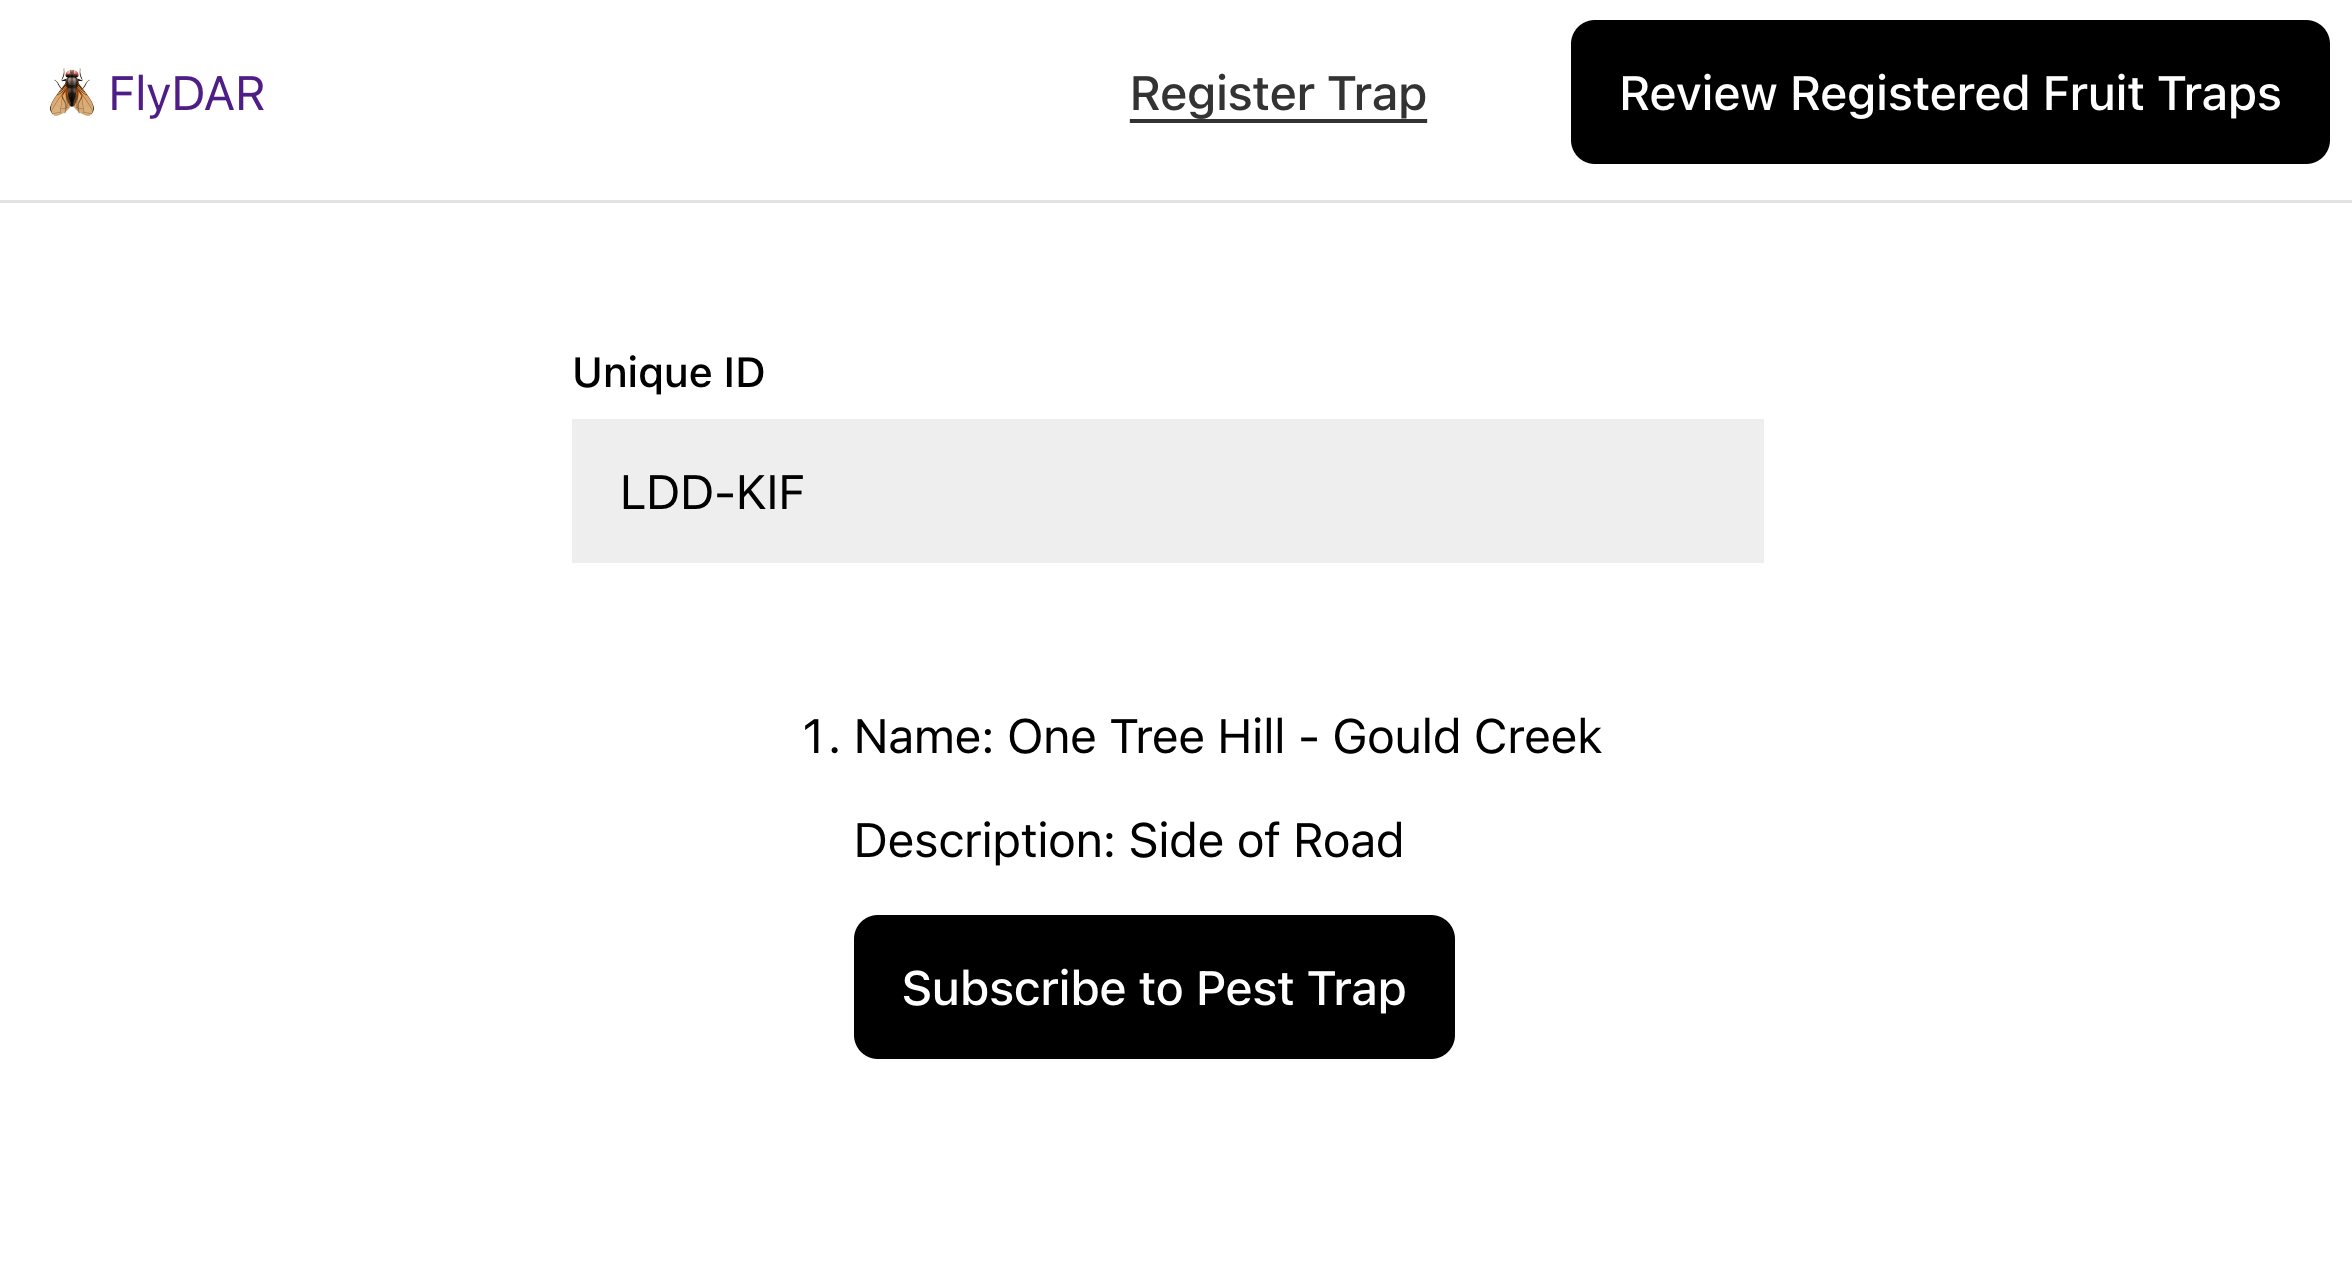 FlyDAR
Register Trap
Review Registered Fruit Traps
Unique ID
LDD-KIF
1. Name: One Tree Hill - Gould Creek
Description: Side of Road
Subscribe to Pest Trap